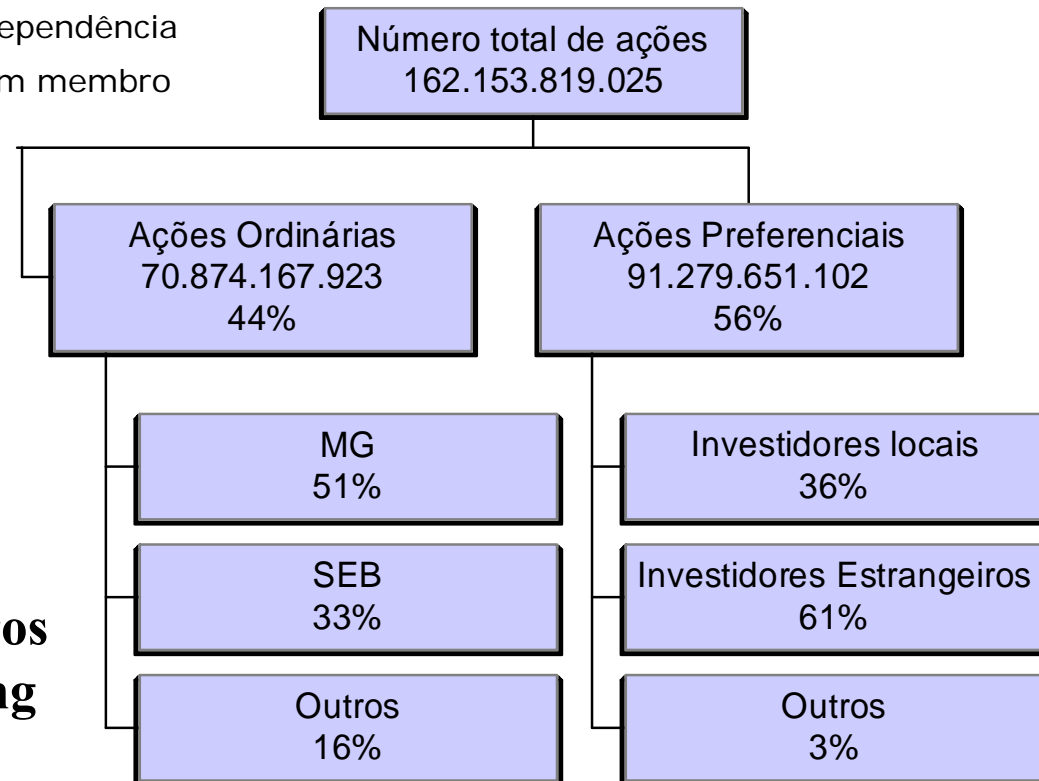 ependência
m membro
Número total de ações
162.153.819.025
Ações Ordinárias
70.874.167.923
44%
Ações Preferenciais
91.279.651.102
56%
MG
51%
SEB
33%
Outros
16%
Investidores locais
36%
Investidores Estrangeiros
61%
Outros
3%
os
ng